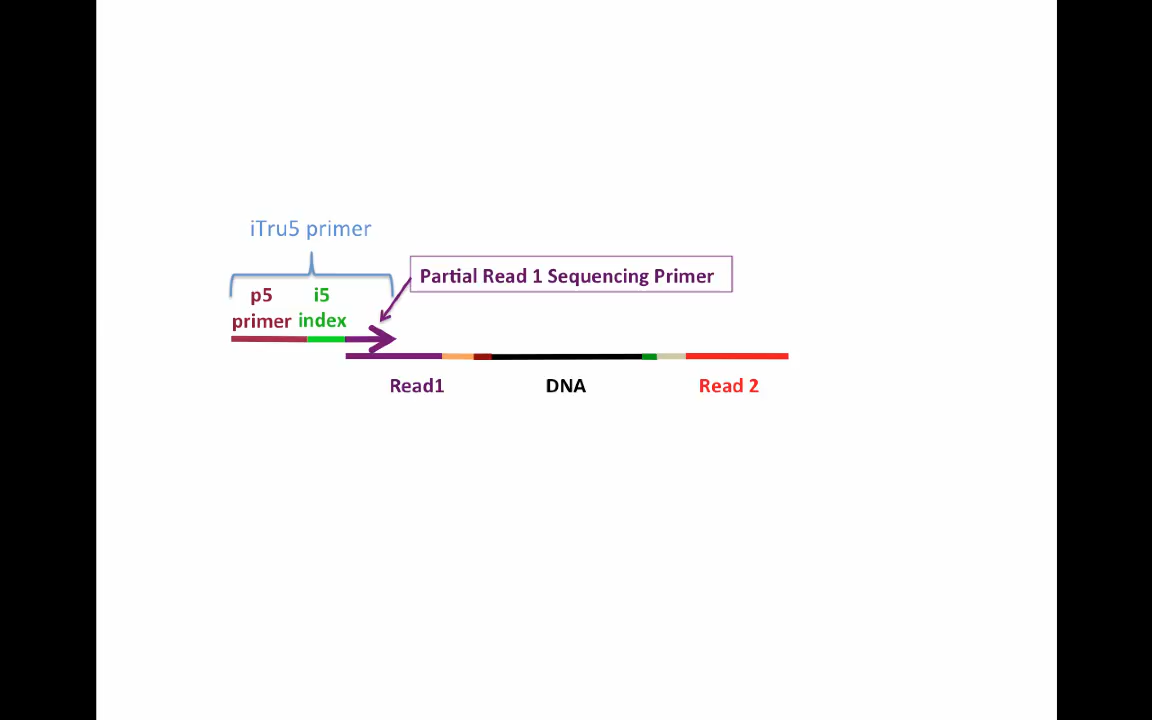 iTru5 primer
Partial Read 1 Sequencing Primer
p5 primer
i5 index
Read1
DNA
Read 2